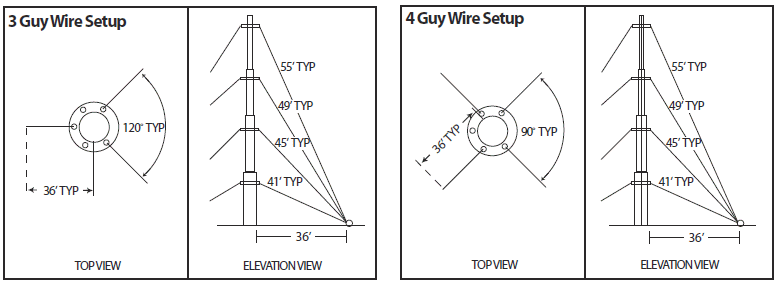 3 Guy Wire Setup
120° TYP
36' TYP
TOP VIEW
55' TYP
49' TYP
45' TYP
41' TYP
36'
ELEVATION VIEW
4 Guy Wire Setup
36' TYP
90° TYP
TOP VIEW
55' TYP
49' TYP
45' TYP
41' TYP
36'
ELEVATION VIEW